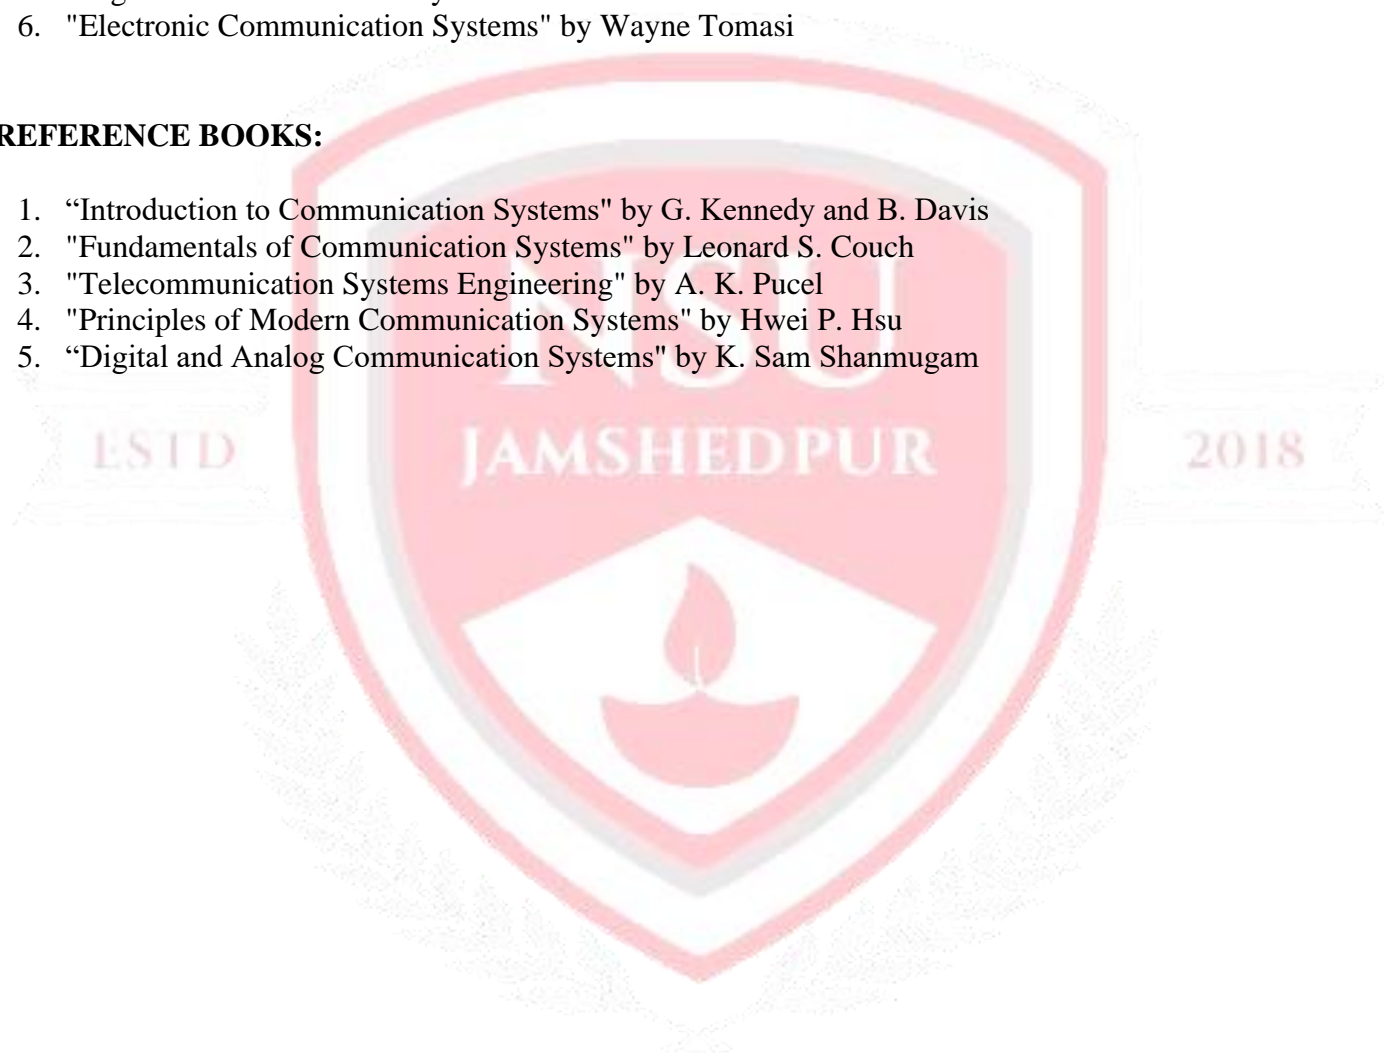 6. "Electronic Communication Systems" by Wayne Tomasi
REFERENCE BOOKS:
1. “Introduction to Communication Systems" by G. Kennedy and B. Davis
2. "Fundamentals of Communication Systems" by Leonard S. Couch
3. "Telecommunication Systems Engineering" by A. K. Pucel
4. "Principles of Modern Communication Systems" by Hwei P. Hsu
5. “Digital and Analog Communication Systems" by K. Sam Shanmugam
NSU
ESTD JAMSHEDPUR 2018